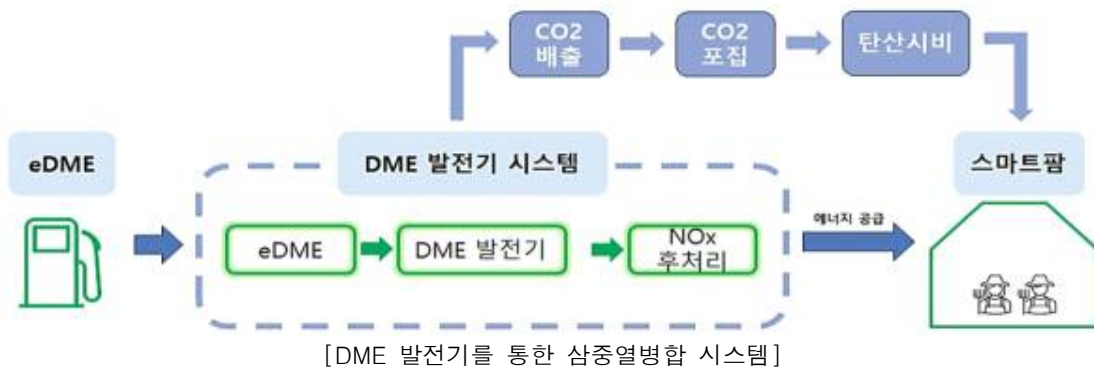 CO2
배출
CO2
포집
탄산시비
eDME
DME 발전기 시스템
스마트팜
에너지 공급
eDME
DME 발전기
NOx
후처리
[DME 발전기를 통한 삼중열병합 시스템]